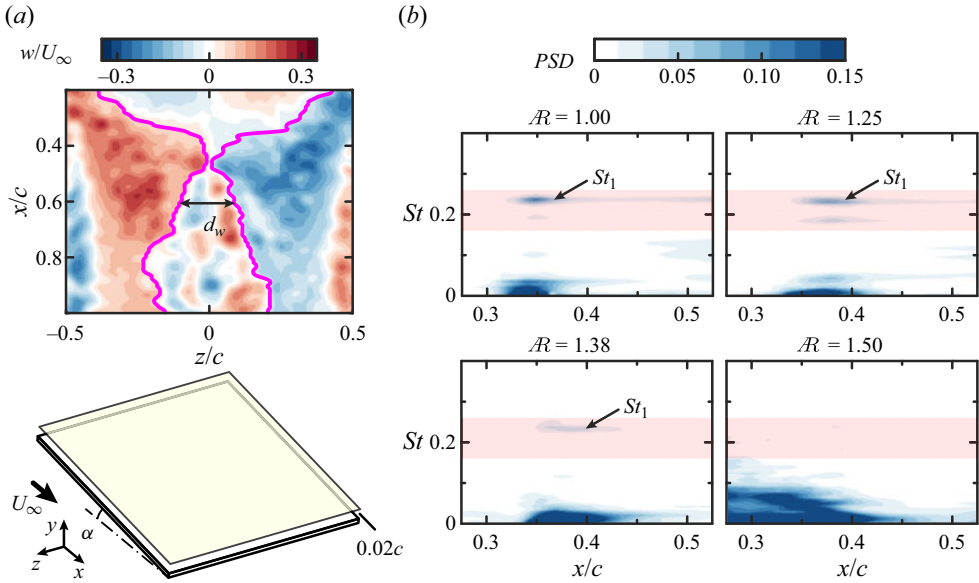 (a)
w/U∞
−0.3 0 0.3
x/c
0.4
0.6
0.8
d_w
−0.5 0 0.5
z/c
U∞
α
y
z
x
0.02c
(b)
PSD
0 0.05 0.10 0.15
Æ = 1.00
Æ = 1.25
St 0.2
0
St₁
St₁
0.3 0.4 0.5
0.3 0.4 0.5
Æ = 1.38
Æ = 1.50
St 0.2
0
St₁
0.3 0.4 0.5
0.3 0.4 0.5
x/c
x/c